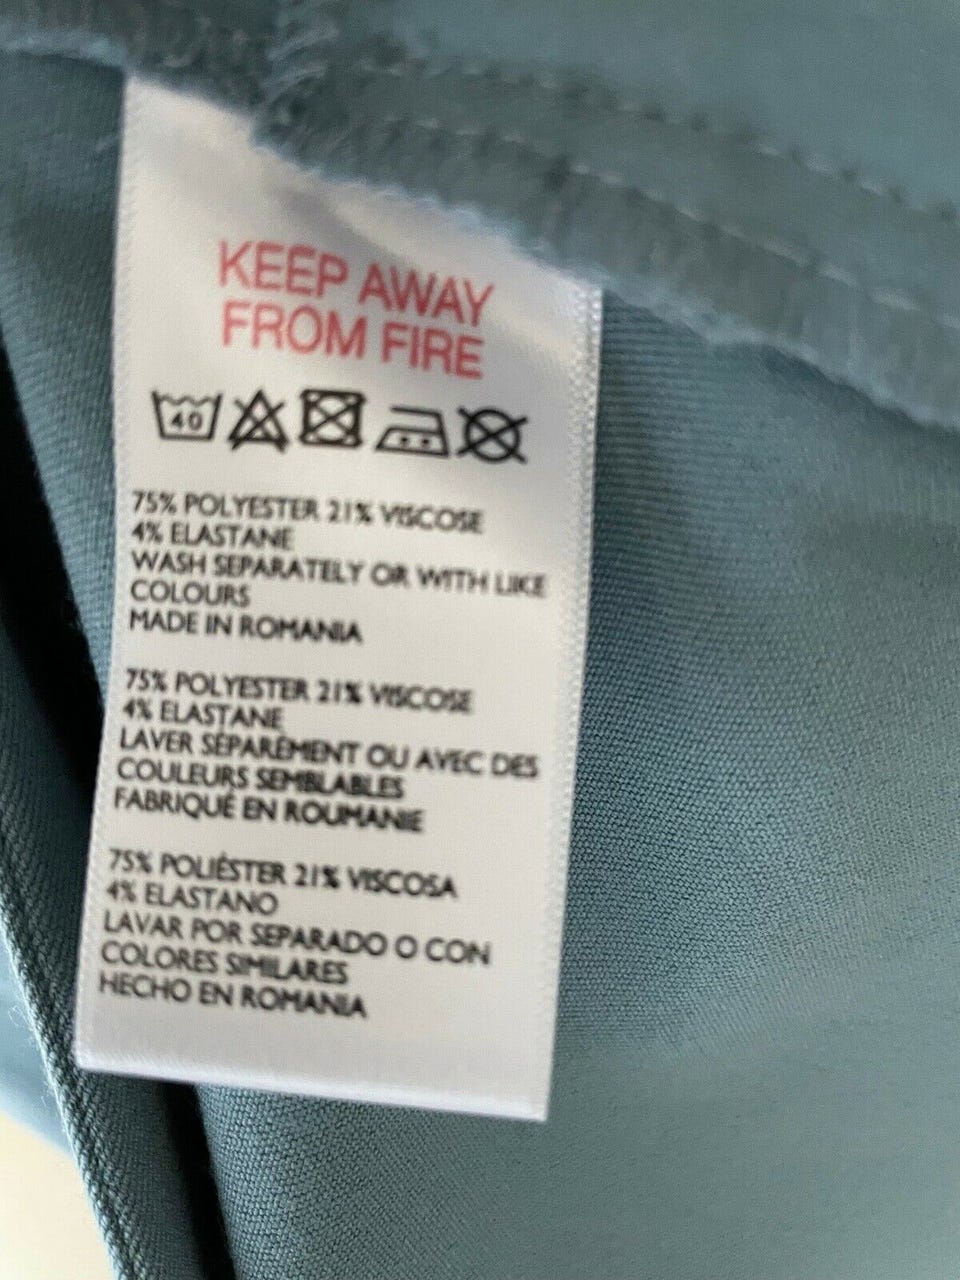 KEEP AWAY
FROM FIRE
40
75% POLYESTER 21% VISCOSE
4% ELASTANE
WASH SEPARATELY OR WITH LIKE
COLOURS
MADE IN ROMANIA
75% POLYESTER 21% VISCOSE
4% ELASTANE
LAVER SÉPARÉMENT OU AVEC DES
COULEURS SEMBLABLES
FABRIQUÉ EN ROUMANIE
75% POLIÉSTER 21% VISCOSA
4% ELASTANO
LAVAR POR SEPARADO O CON
COLORES SIMILARES
HECHO EN ROMANIA